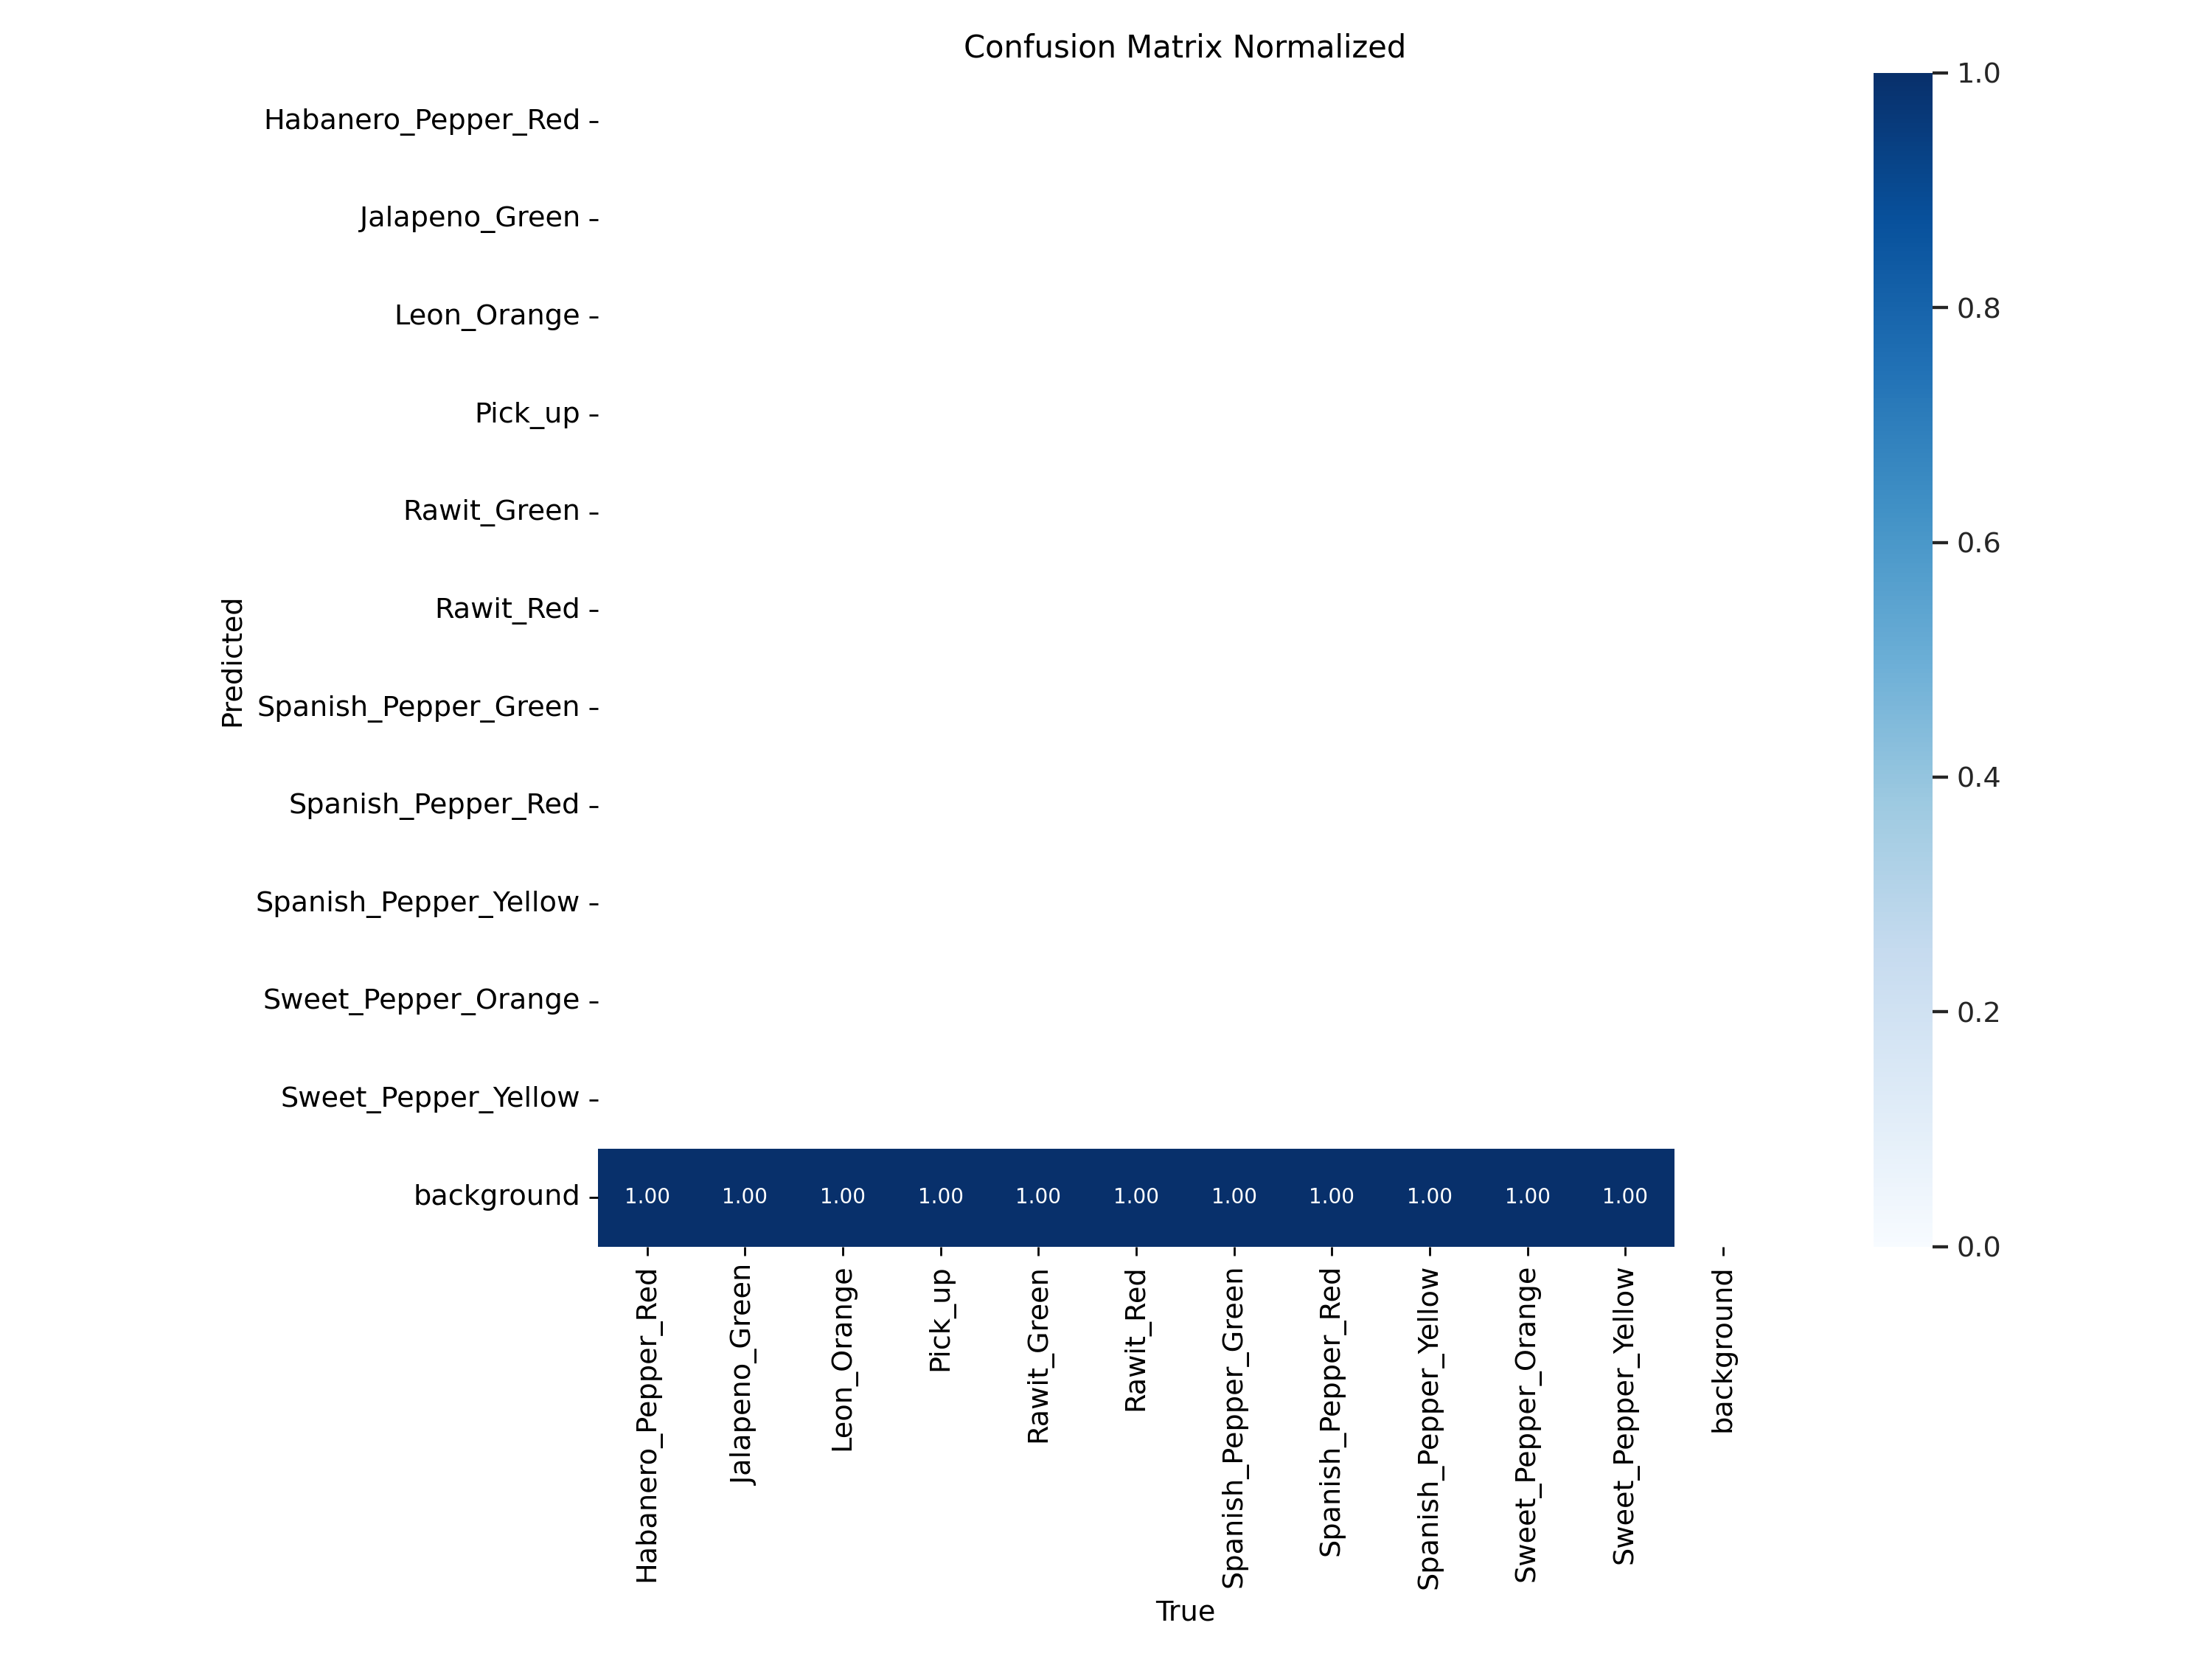 Confusion Matrix Normalized
Predicted
Habanero_Pepper_Red
Jalapeno_Green
Leon_Orange
Pick_up
Rawit_Green
Rawit_Red
Spanish_Pepper_Green
Spanish_Pepper_Red
Spanish_Pepper_Yellow
Sweet_Pepper_Orange
Sweet_Pepper_Yellow
background
1.00 1.00 1.00 1.00 1.00 1.00 1.00 1.00 1.00 1.00 1.00
Habanero_Pepper_Red
Jalapeno_Green
Leon_Orange
Pick_up
Rawit_Green
Rawit_Red
Spanish_Pepper_Green
Spanish_Pepper_Red
Spanish_Pepper_Yellow
Sweet_Pepper_Orange
Sweet_Pepper_Yellow
background
True
1.0
0.8
0.6
0.4
0.2
0.0